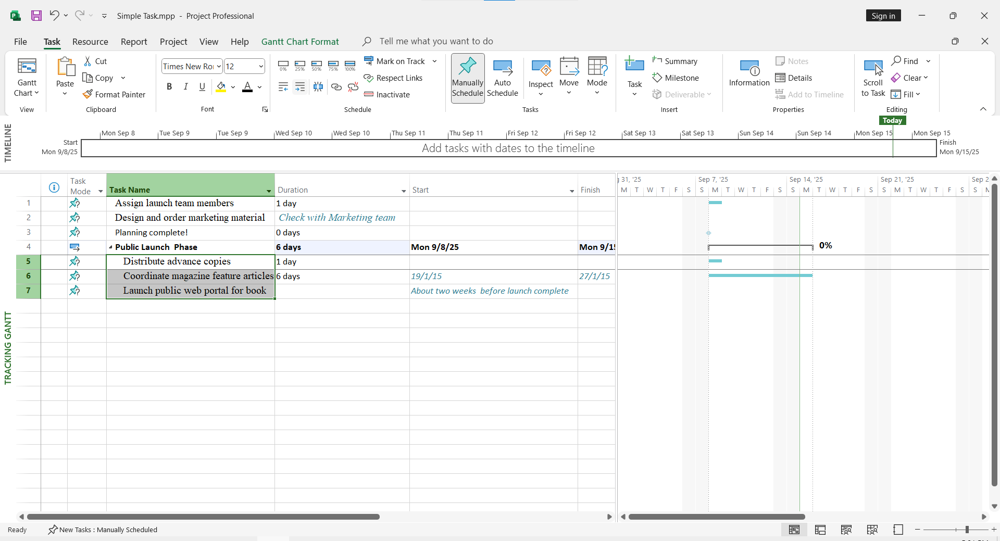 Simple Task.mpp - Project Professional
Sign in
File Task Resource Report Project View Help Gantt Chart Format Tell me what you want to do
Gantt Chart
View
Paste
Cut
Copy
Format Painter
Clipboard
Times New Ro 12
B I U A
Font
0% 25% 50% 75% 100%
Mark on Track
Respect Links
Inactivate
Schedule
Manually Schedule
Auto Schedule
Inspect
Move
Mode
Tasks
Task
Summary
Milestone
Deliverable
Insert
Information
Notes
Details
Add to Timeline
Properties
Scroll to Task
Find
Clear
Fill
Editing
TIMELINE
Today
Mon Sep 8 Tue Sep 9 Tue Sep 9 Wed Sep 10 Wed Sep 10 Thu Sep 11 Thu Sep 11 Fri Sep 12 Fri Sep 12 Sat Sep 13 Sat Sep 13 Sun Sep 14 Sun Sep 14 Mon Sep 15 Mon Sep 15
Start
Mon 9/8/25
Add tasks with dates to the timeline
Finish
Mon 9/15/25
TRACKING GANTT
Task Mode Task Name Duration Start Finish
31, '25 Sep 7, '25 Sep 14, '25 Sep 21, '25 Sep 2
M T W T F S S M T W T F S S M T W T F S S M T W T F S S M
1 Assign launch team members 1 day
2 Design and order marketing material Check with Marketing team
3 Planning complete! 0 days
4 Public Launch Phase 6 days Mon 9/8/25 Mon 9/15 0%
5 Distribute advance copies 1 day
6 Coordinate magazine feature articles 6 days 19/1/15 27/1/15
7 Launch public web portal for book About two weeks before launch complete
Ready New Tasks : Manually Scheduled